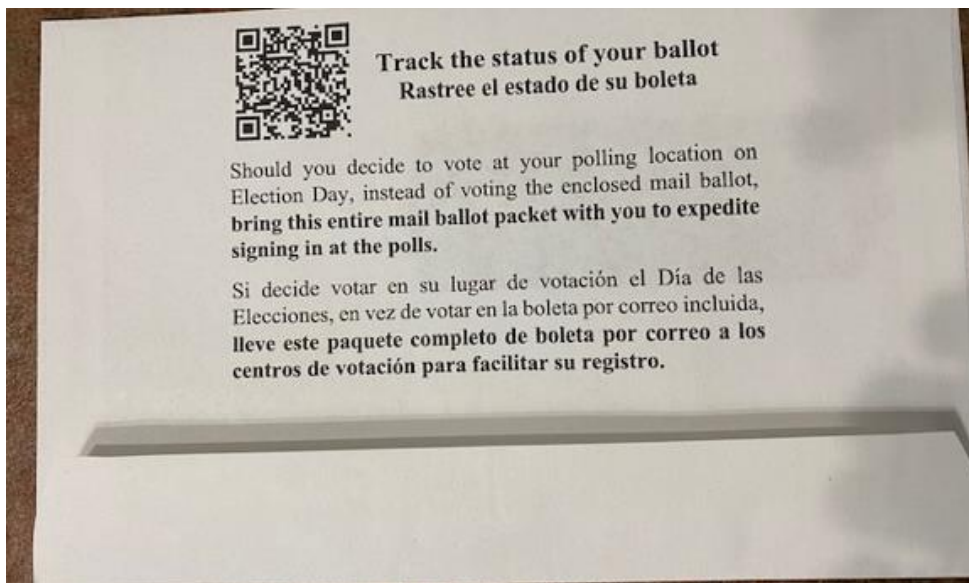 Track the status of your ballot
Rastree el estado de su boleta
Should you decide to vote at your polling location on
Election Day, instead of voting the enclosed mail ballot,
bring this entire mail ballot packet with you to expedite
signing in at the polls.
Si decide votar en su lugar de votación el Día de las
Elecciones, en vez de votar en la boleta por correo incluida,
lleve este paquete completo de boleta por correo a los
centros de votación para facilitar su registro.